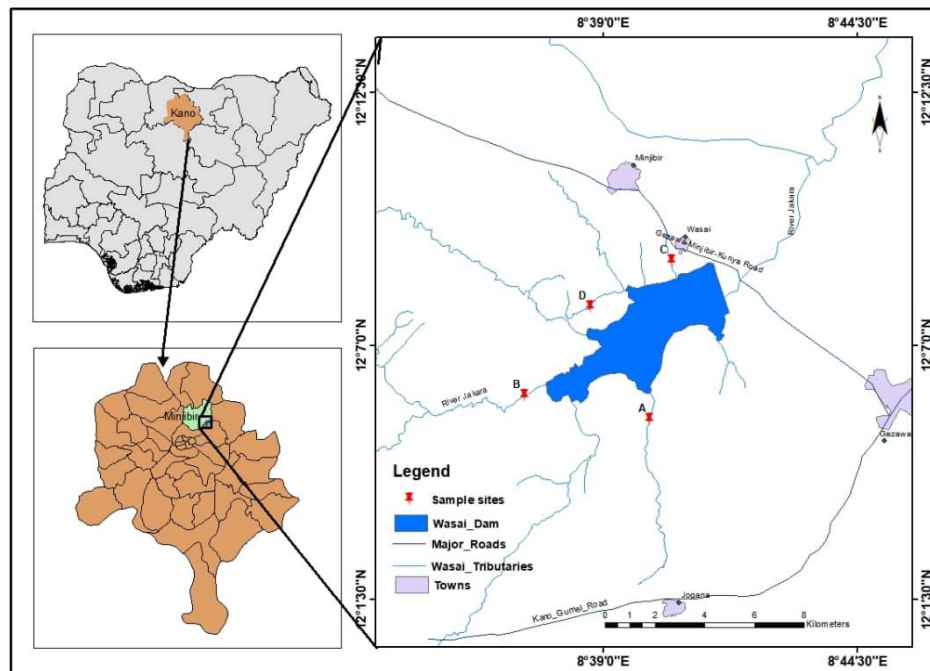 Kano
Minjibir
8°39'0"E
8°44'30"E
12°12'30"N
12°12'30"N
Minjibir
Wasai
Gezawa Minjibir-Kunya Road
River Jakara
C
D
12°7'0"N
12°7'0"N
B
River Jakara
A
Gezawa
Legend
Sample sites
Wasai_Dam
Major_Roads
Wasai_Tributaries
Towns
Jogana
Kano_Gumel_Road
12°1'30"N
12°1'30"N
0 1 2 4 6 8
Kilometers
8°39'0"E
8°44'30"E